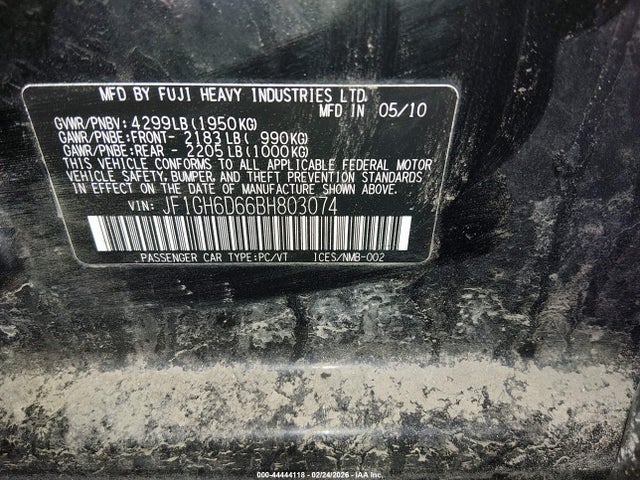 MFD BY FUJI HEAVY INDUSTRIES LTD.
MFD IN 05/10
GVWR/PNBV: 4299LB(1950KG)
GAWR/PNBE:FRONT- 2183LB( 990KG)
GAWR/PNBE:REAR - 2205LB(1000KG)
THIS VEHICLE CONFORMS TO ALL APPLICABLE FEDERAL MOTOR
VEHICLE SAFETY, BUMPER, AND THEFT PREVENTION STANDARDS
IN EFFECT ON THE DATE OF MANUFACTURE SHOWN ABOVE.
VIN: JF1GH6D66BH803074
PASSENGER CAR TYPE:PC/VT ICES/NMB-002
000-44444118 - 02/24/2026 - IAA Inc.